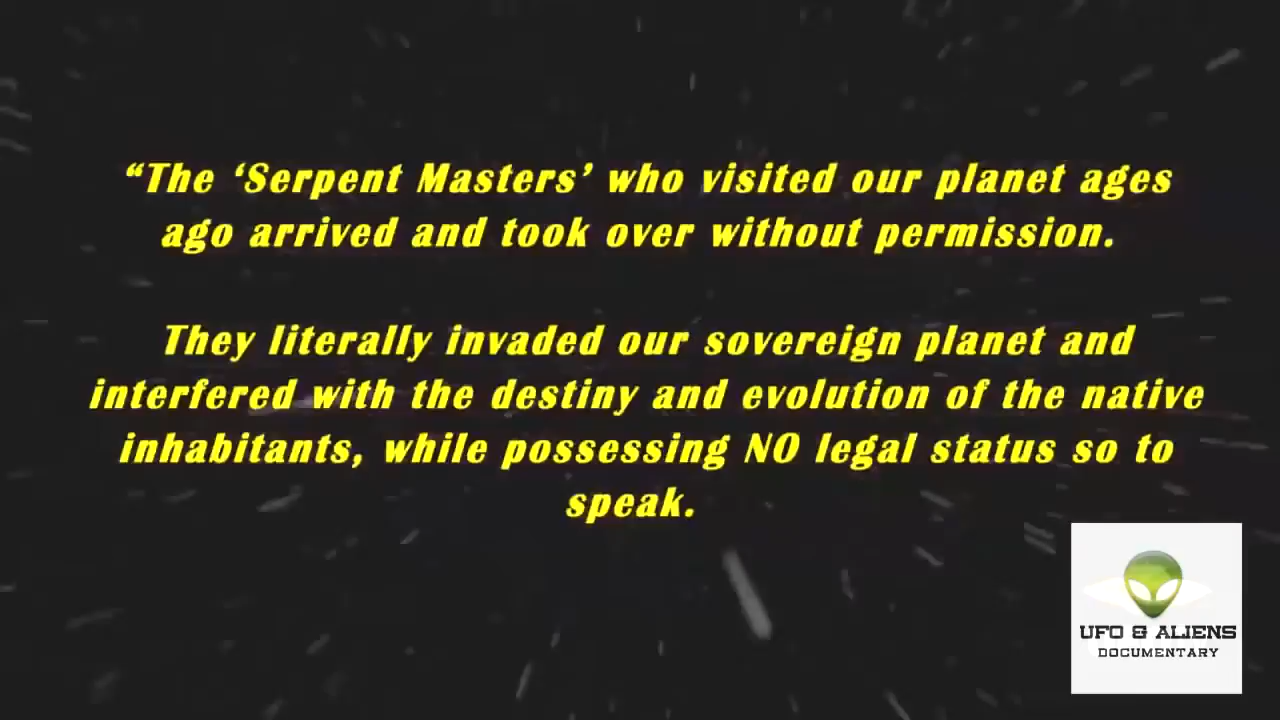 “The ‘Serpent Masters’ who visited our planet ages
ago arrived and took over without permission.
They literally invaded our sovereign planet and
interfered with the destiny and evolution of the native
inhabitants, while possessing NO legal status so to
speak.
UFO & ALIENS
DOCUMENTARY